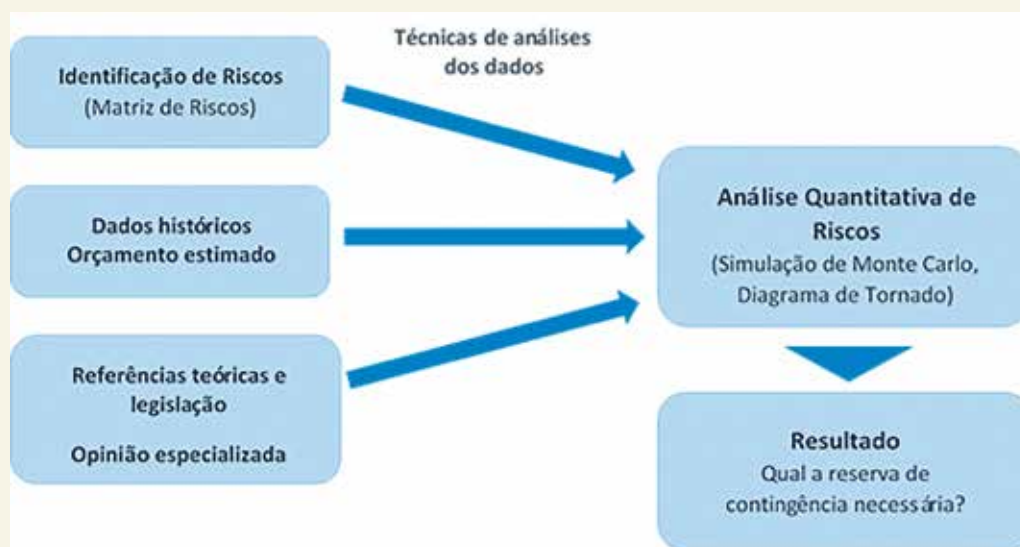 Técnicas de análises
dos dados
Identificação de Riscos
(Matriz de Riscos)
Dados históricos
Orçamento estimado
Referências teóricas e
legislação
Opinião especializada
Análise Quantitativa de
Riscos
(Simulação de Monte Carlo,
Diagrama de Tornado)
Resultado
Qual a reserva de
contingência necessária?